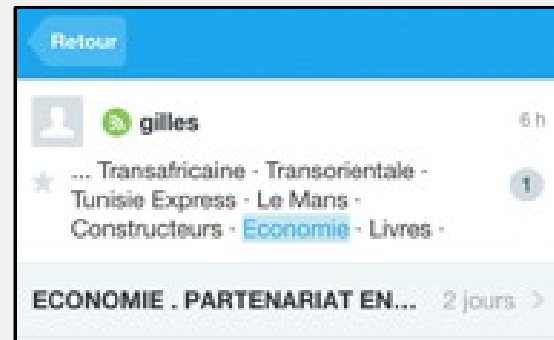 Retour
gilles 6 h
... Transafricaine - Transorientale -
Tunisie Express - Le Mans - 1
Constructeurs - Economie - Livres -
ECONOMIE . PARTENARIAT EN... 2 jours